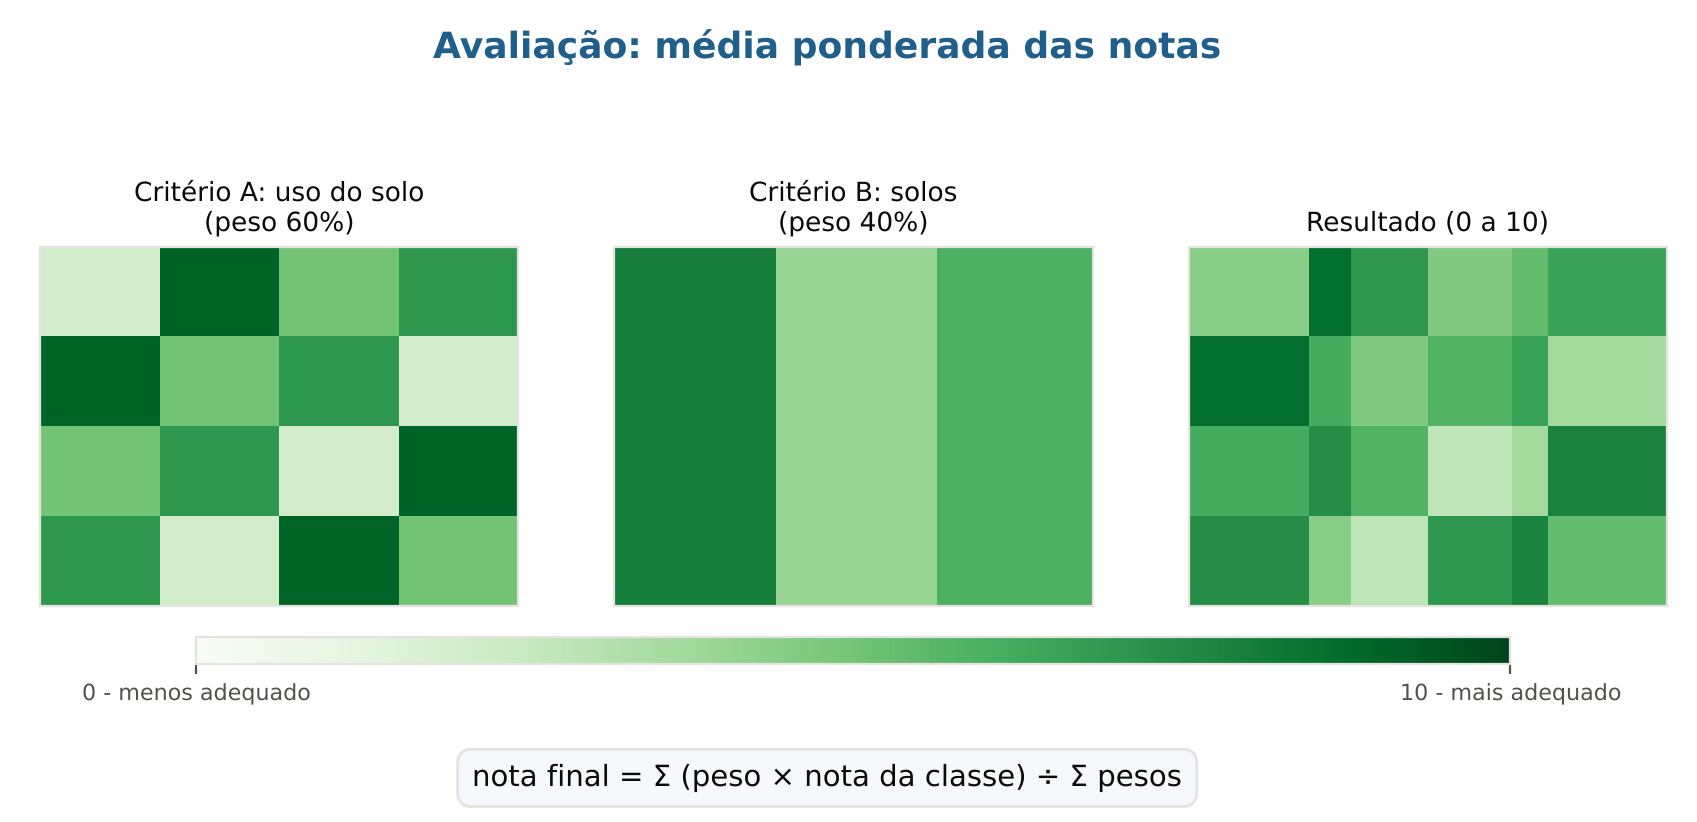 Avaliação: média ponderada das notas
Critério A: uso do solo
(peso 60%)
Critério B: solos
(peso 40%)
Resultado (0 a 10)
0 - menos adequado
10 - mais adequado
nota final = Σ (peso × nota da classe) ÷ Σ pesos